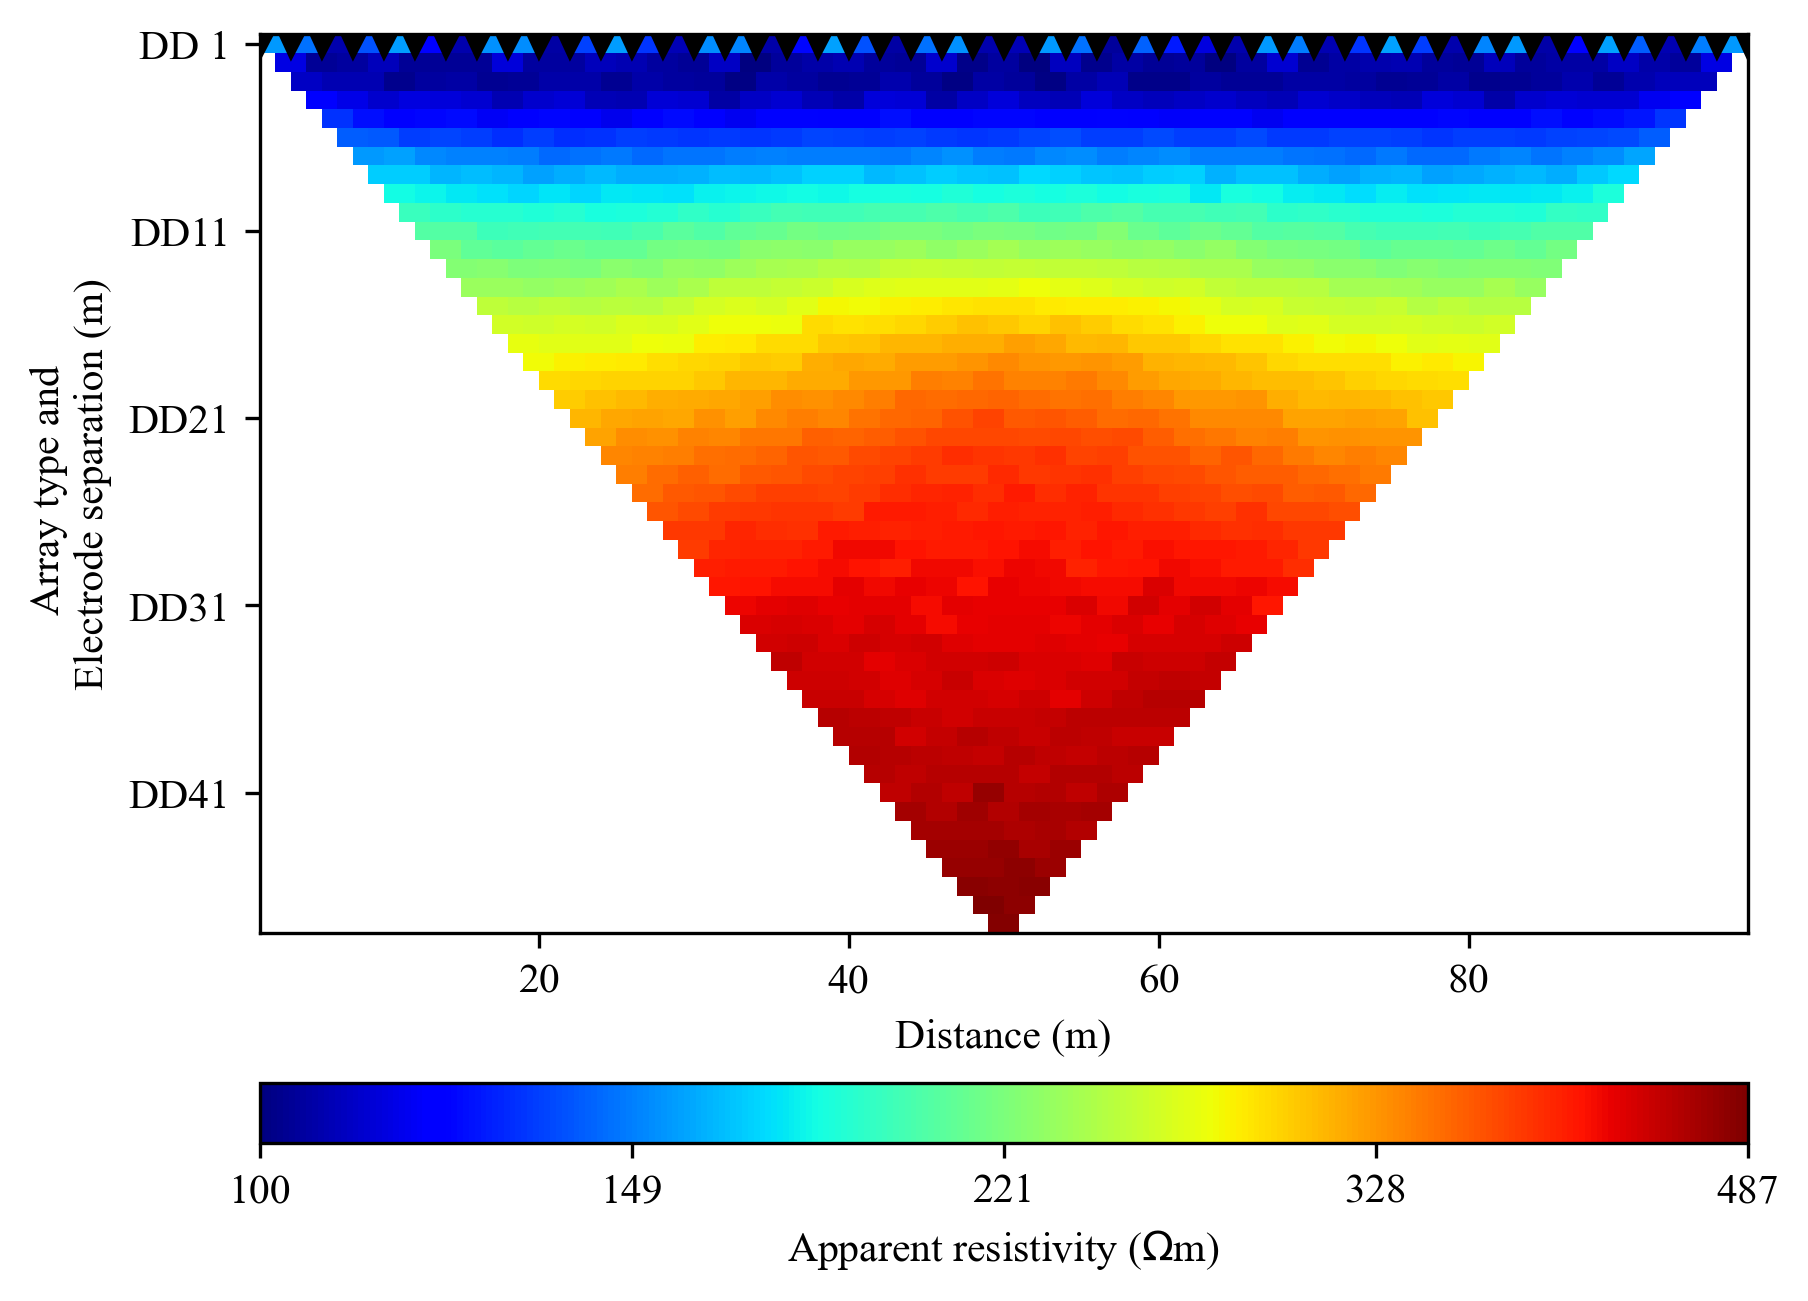 DD 1
DD11
DD21
DD31
DD41
Array type and
Electrode separation (m)
20 40 60 80
Distance (m)
100 149 221 328 487
Apparent resistivity (Ωm)